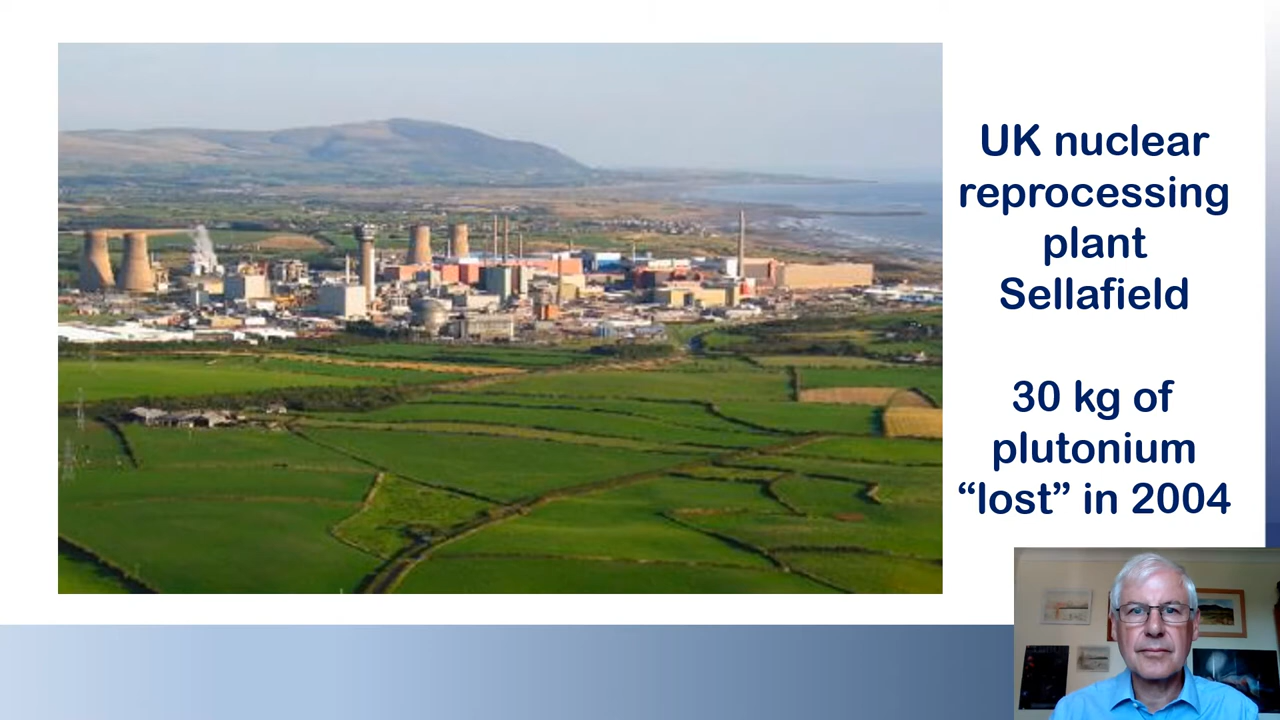 UK nuclear
reprocessing
plant
Sellafield
30 kg of
plutonium
“lost” in 2004